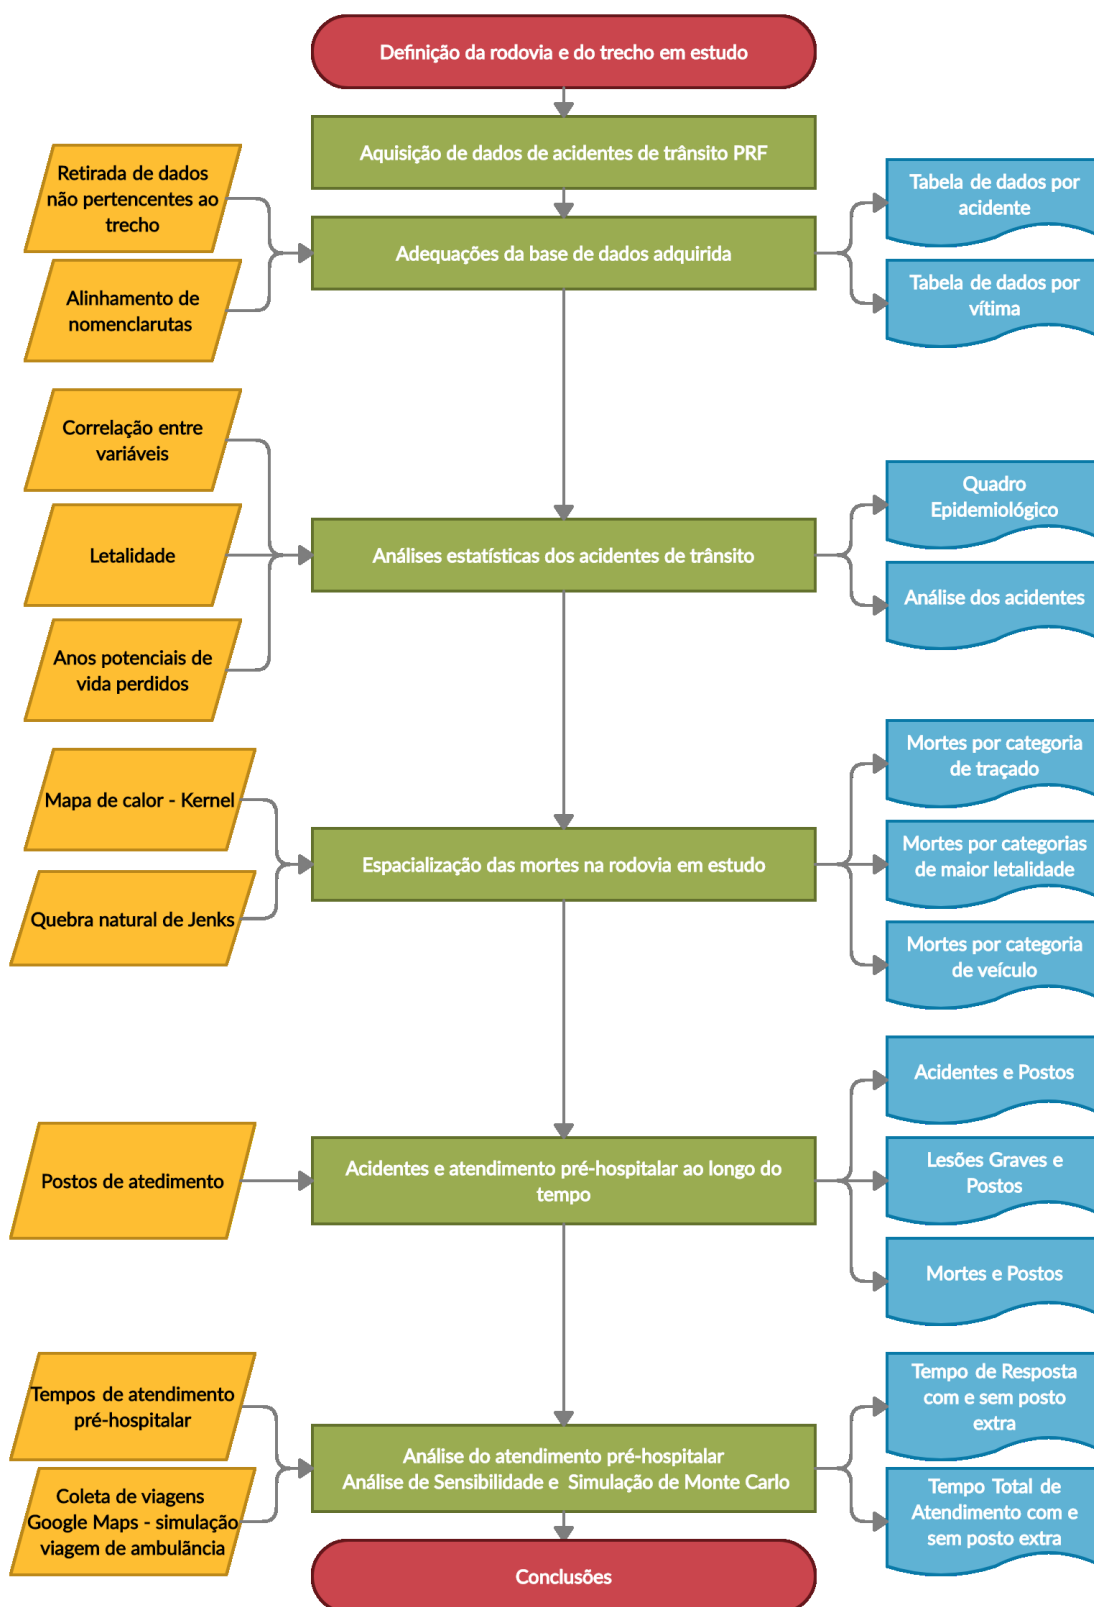 Definição da rodovia e do trecho em estudo
Aquisição de dados de acidentes de trânsito PRF
Retirada de dados
não pertencentes ao
trecho
Alinhamento de
nomenclarutas
Adequações da base de dados adquirida
Tabela de dados por
acidente
Tabela de dados por
vítima
Correlação entre
variáveis
Letalidade
Anos potenciais de
vida perdidos
Análises estatísticas dos acidentes de trânsito
Quadro
Epidemiológico
Análise dos acidentes
Mapa de calor - Kernel
Quebra natural de Jenks
Espacialização das mortes na rodovia em estudo
Mortes por categoria
de traçado
Mortes por categorias
de maior letalidade
Mortes por categoria
de veículo
Postos de atedimento
Acidentes e atendimento pré-hospitalar ao longo do
tempo
Acidentes e Postos
Lesões Graves e
Postos
Mortes e Postos
Tempos de atendimento
pré-hospitalar
Coleta de viagens
Google Maps - simulação
viagem de ambulãncia
Análise do atendimento pré-hospitalar
Análise de Sensibilidade e Simulação de Monte Carlo
Tempo de Resposta
com e sem posto
extra
Tempo Total de
Atendimento com e
sem posto extra
Conclusões